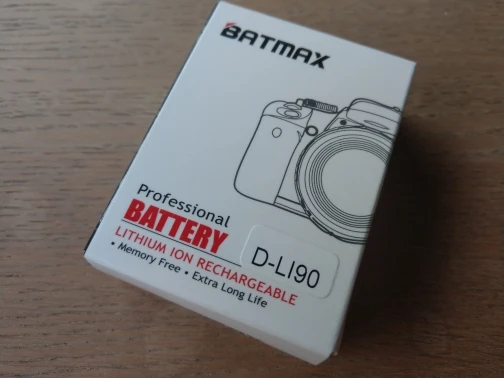 BATMAX
Professional
BATTERY
D-LI90
LITHIUM ION RECHARGEABLE
• Memory Free • Extra Long Life